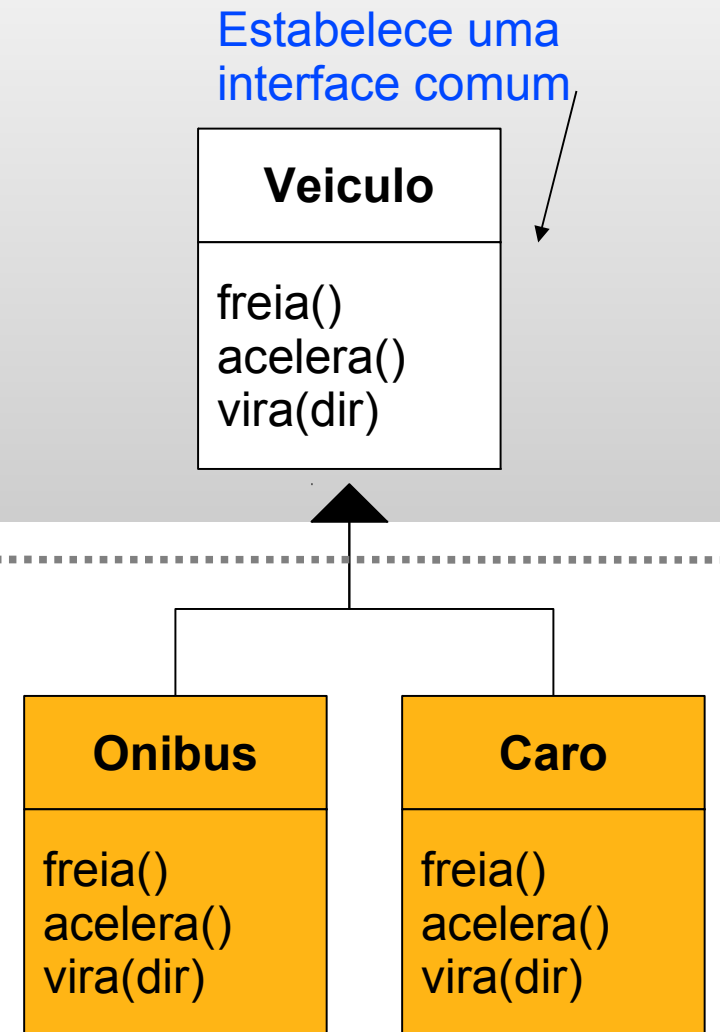 Estabelece uma
interface comum
Veiculo
freia()
acelera()
vira(dir)
Onibus
freia()
acelera()
vira(dir)
Caro
freia()
acelera()
vira(dir)